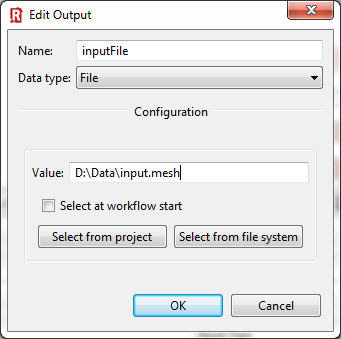 Edit Output
Name: inputFile
Data type: File
Configuration
Value: D:\Data\input.mesh
Select at workflow start
Select from project Select from file system
OK Cancel